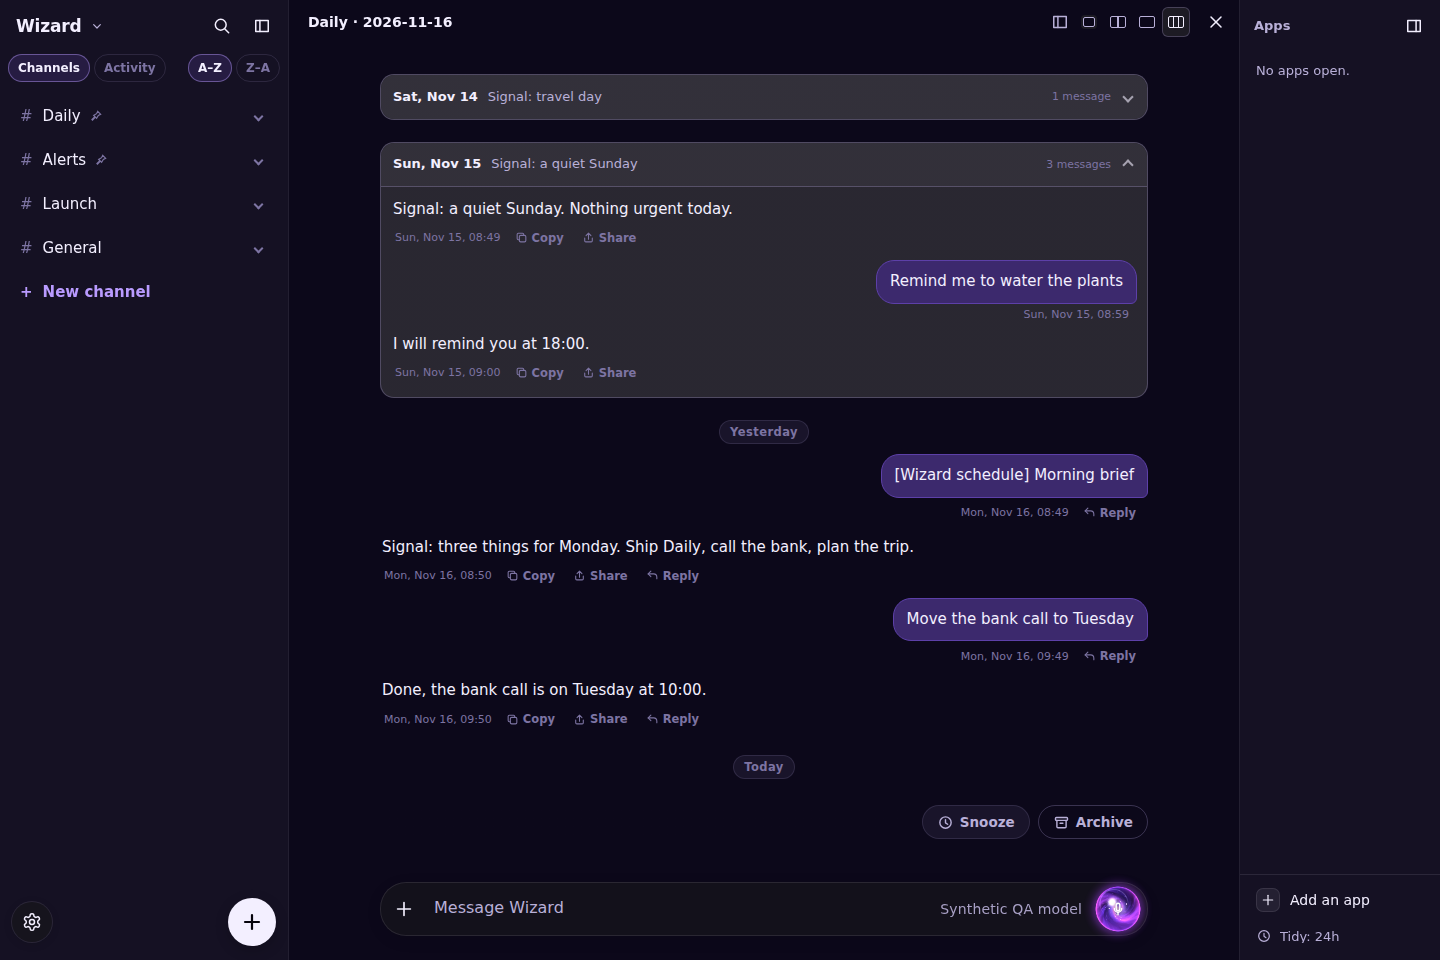 Wizard
Channels Activity A–Z Z–A
# Daily
# Alerts
# Launch
# General
+ New channel
Daily · 2026-11-16
Sat, Nov 14 Signal: travel day 1 message
Sun, Nov 15 Signal: a quiet Sunday 3 messages
Signal: a quiet Sunday. Nothing urgent today.
Sun, Nov 15, 08:49 Copy Share
Remind me to water the plants
Sun, Nov 15, 08:59
I will remind you at 18:00.
Sun, Nov 15, 09:00 Copy Share
Yesterday
[Wizard schedule] Morning brief
Mon, Nov 16, 08:49 Reply
Signal: three things for Monday. Ship Daily, call the bank, plan the trip.
Mon, Nov 16, 08:50 Copy Share Reply
Move the bank call to Tuesday
Mon, Nov 16, 09:49 Reply
Done, the bank call is on Tuesday at 10:00.
Mon, Nov 16, 09:50 Copy Share Reply
Today
Snooze Archive
Message Wizard Synthetic QA model
Apps
No apps open.
Add an app
Tidy: 24h